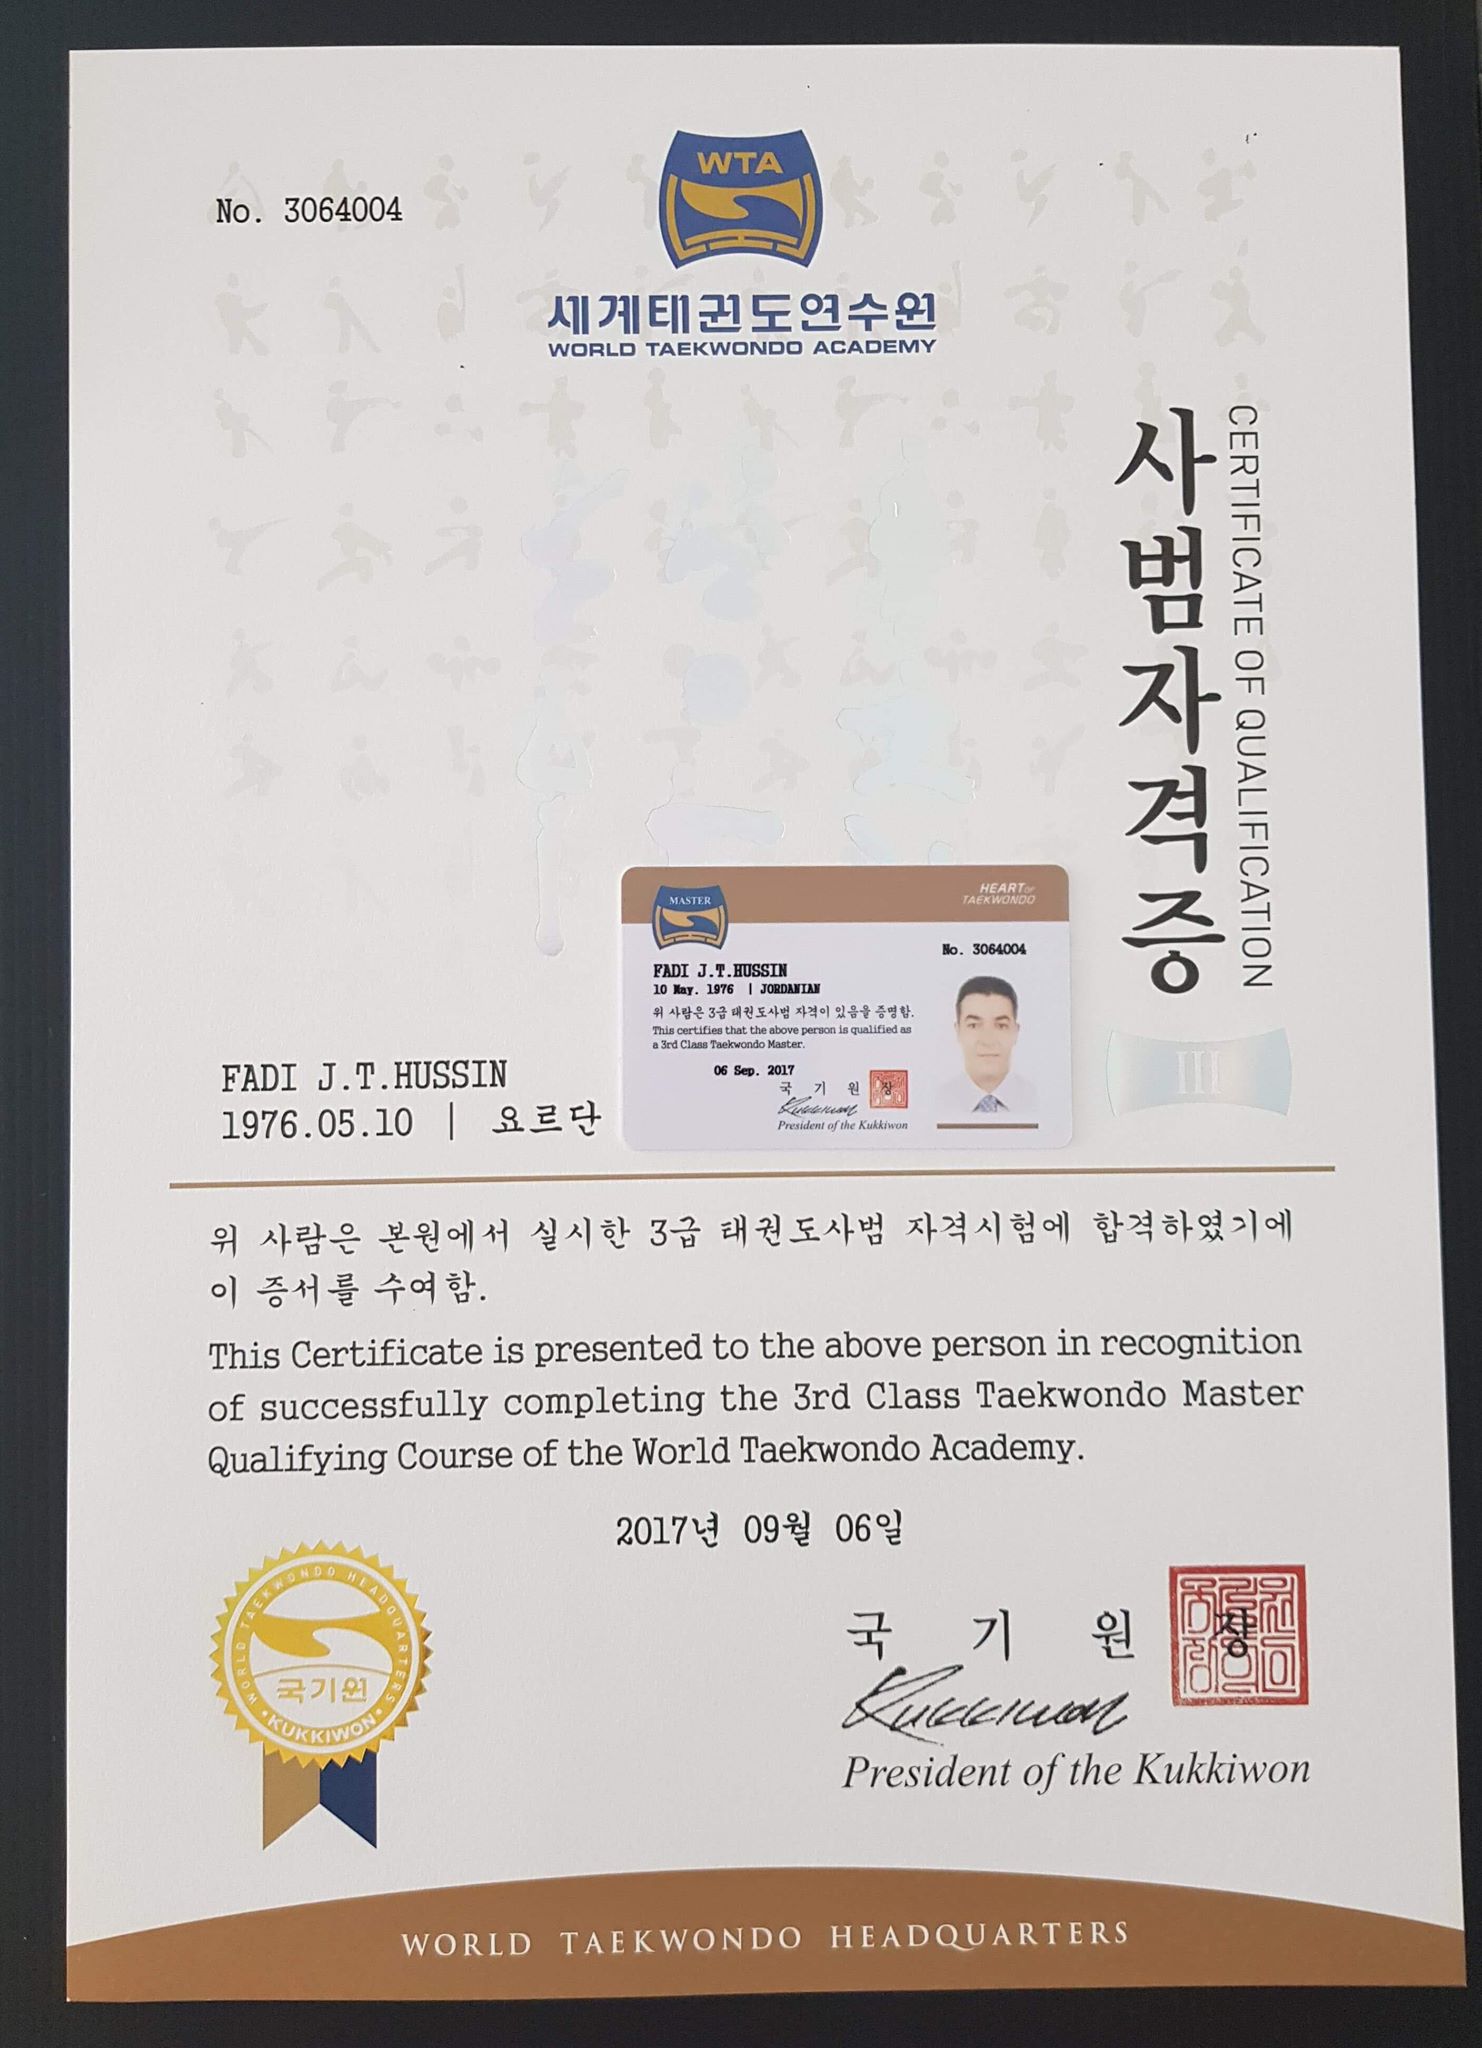 No. 3064004
WTA
세계태권도연수원
WORLD TAEKWONDO ACADEMY
사범자격증
CERTIFICATE OF QUALIFICATION
III
MASTER
HEART OF
TAEKWONDO
No. 3064004
FADI J.T.HUSSIN
10 May. 1976 | JORDANIAN
위 사람은 3급 태권도사범 자격이 있음을 증명함.
This certifies that the above person is qualified as
a 3rd Class Taekwondo Master.
06 Sep. 2017
국 기 원 장
Kukkiwon
President of the Kukkiwon
FADI J.T.HUSSIN
1976.05.10 | 요르단
위 사람은 본원에서 실시한 3급 태권도사범 자격시험에 합격하였기에
이 증서를 수여함.
This Certificate is presented to the above person in recognition
of successfully completing the 3rd Class Taekwondo Master
Qualifying Course of the World Taekwondo Academy.
2017년 09월 06일
WORLD TAEKWONDO HEADQUARTERS
국기원
KUKKIWON
국 기 원 장
Kukkiwon
President of the Kukkiwon
WORLD TAEKWONDO HEADQUARTERS